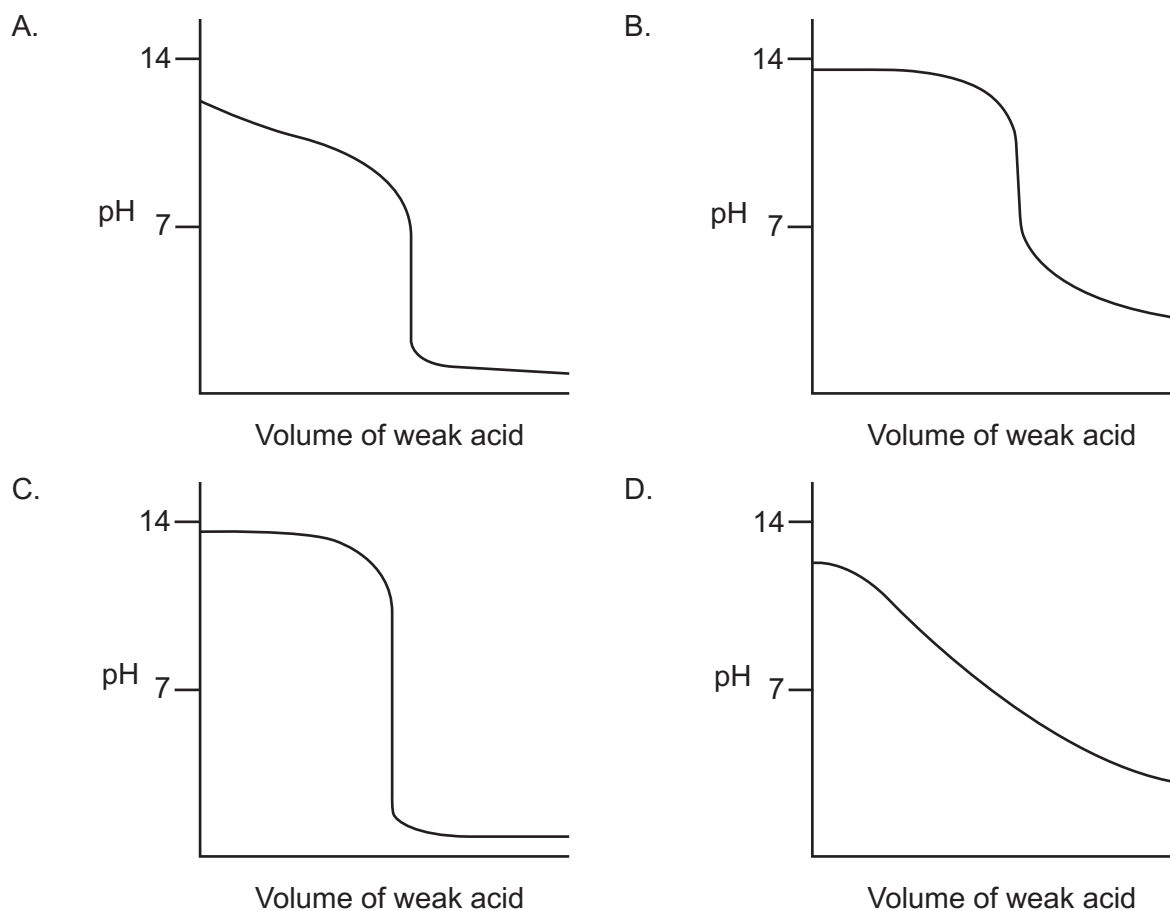 A.
14
pH 7
Volume of weak acid
B.
14
pH 7
Volume of weak acid
C.
14
pH 7
Volume of weak acid
D.
14
pH 7
Volume of weak acid